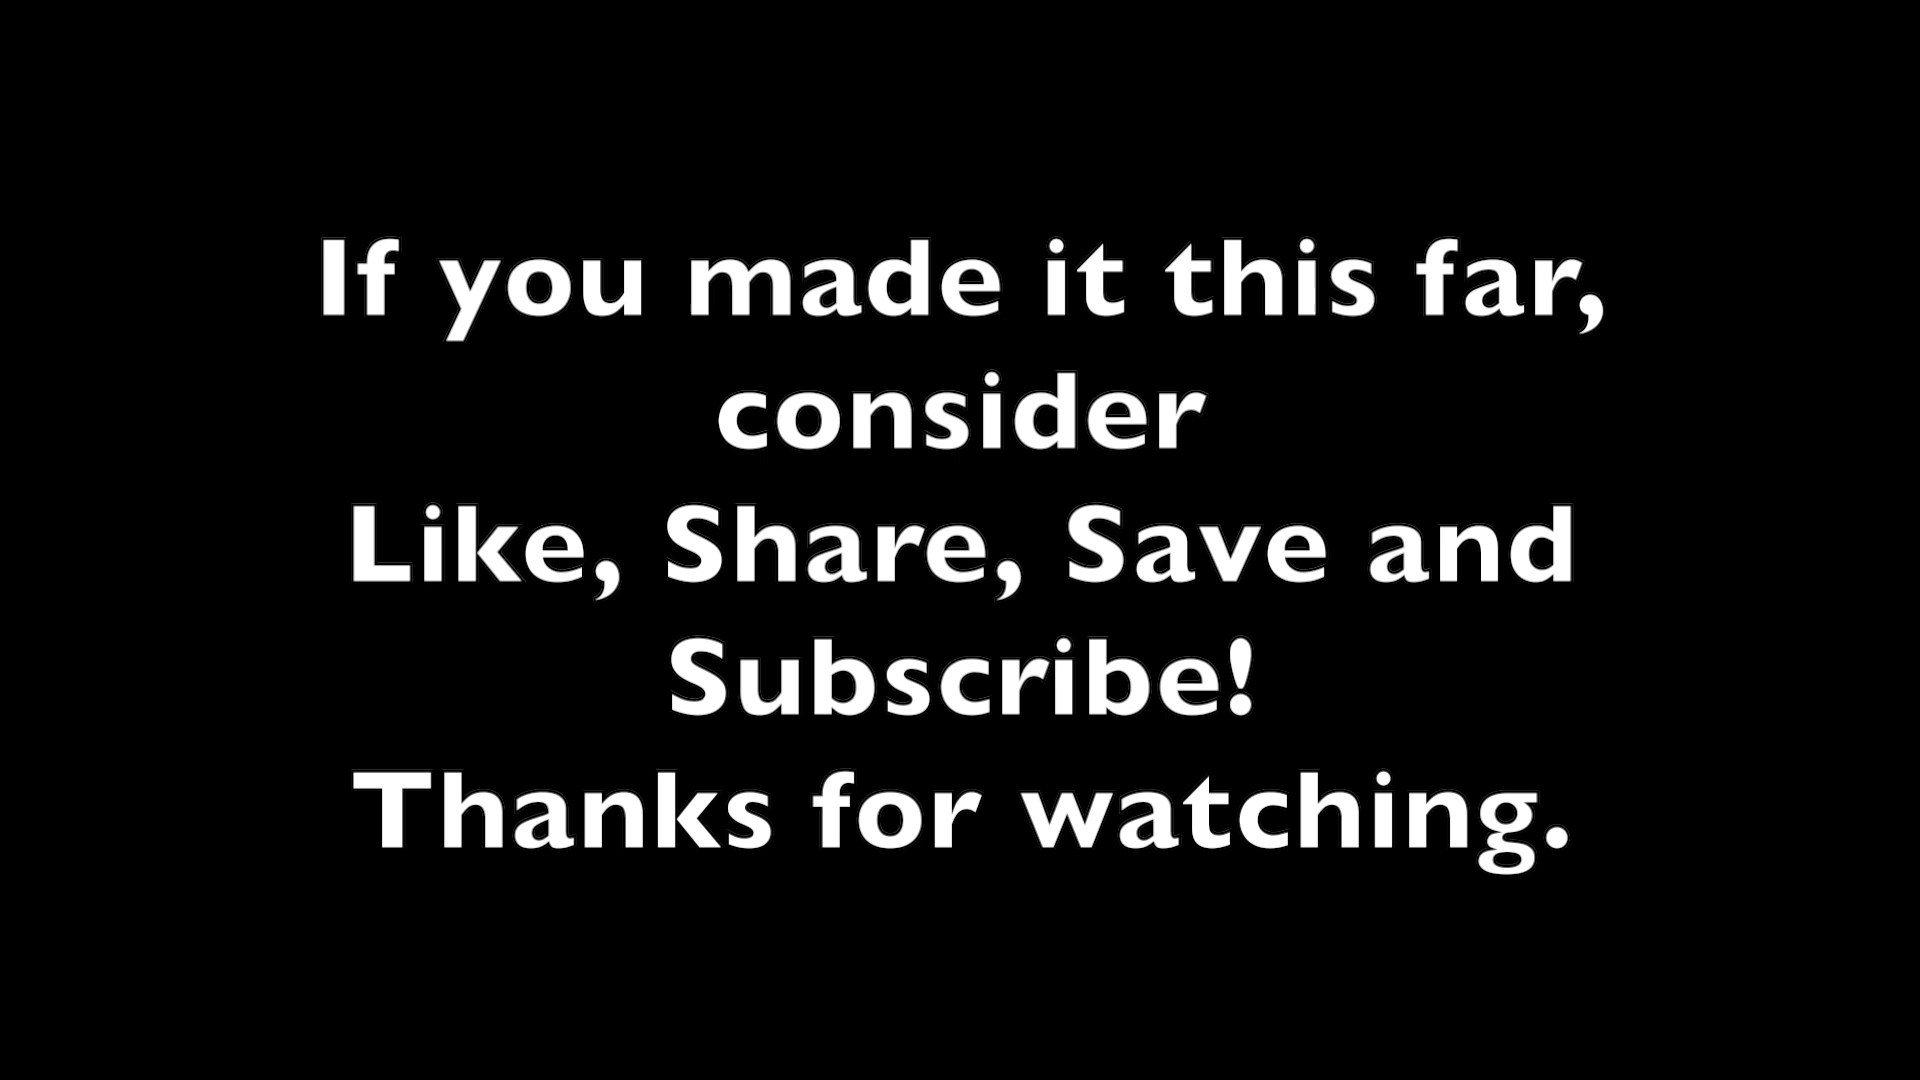 If you made it this far,
consider
Like, Share, Save and
Subscribe!
Thanks for watching.